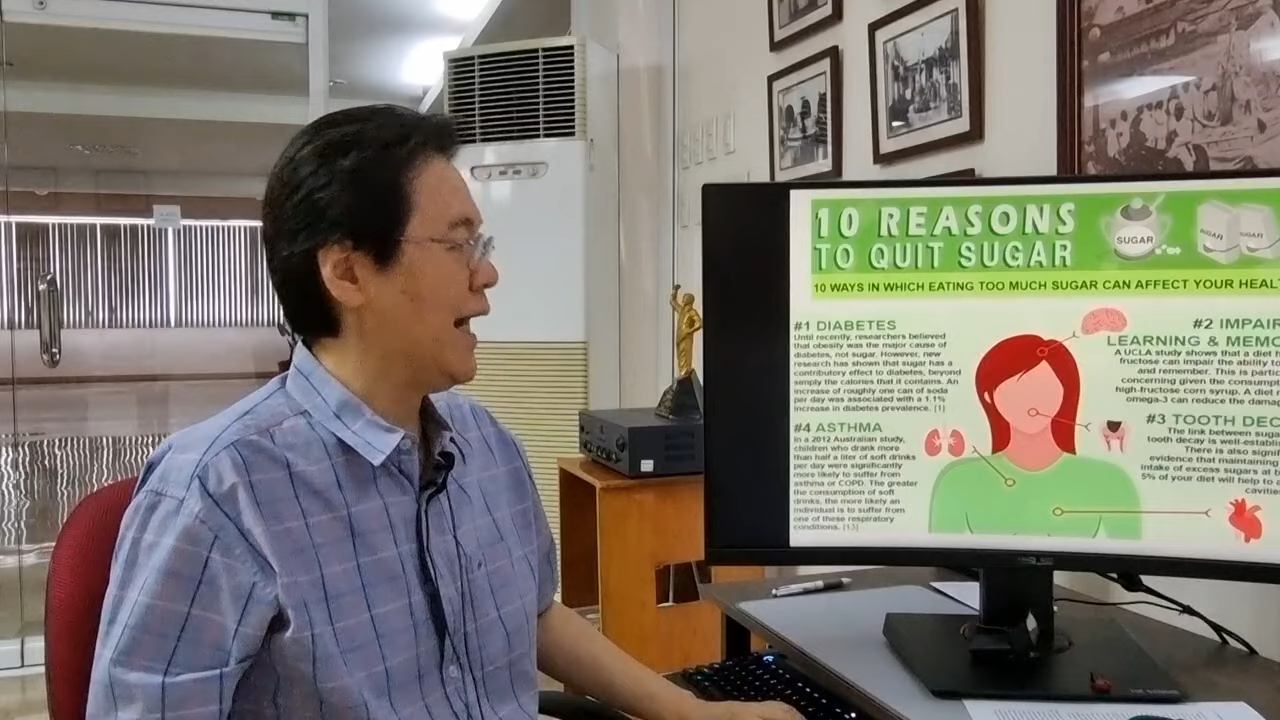 10 REASONS
TO QUIT SUGAR
SUGAR
SUGAR
SUGAR
10 WAYS IN WHICH EATING TOO MUCH SUGAR CAN AFFECT YOUR HEAL
#1 DIABETES
Until recently, researchers believed
that obesity was the major cause of
diabetes, not sugar. However, new
research has shown that sugar has a
contributory effect to diabetes, beyond
simply the calories that it contains. An
increase of roughly one can of soda
per day was associated with a 1.1%
increase in diabetes prevalence. [1]
#2 IMPAIR
LEARNING & MEMO
A UCLA study shows that a diet
fructose can impair the ability to
and remember. This is partic
concerning given the consumpt
high-fructose corn syrup. A diet
omega-3 can reduce the damag
#3 TOOTH DEC
The link between sugar
tooth decay is well-establi
There is also signif
evidence that maintaining
intake of excess sugars at
5% of your diet will help to
cavitie
#4 ASTHMA
In a 2012 Australian study,
children who drank more
than half a liter of soft drinks
per day were significantly
more likely to suffer from
asthma or COPD. The greater
the consumption of soft
drinks, the more likely an
individual is to suffer from
one of these respiratory
conditions. [13]